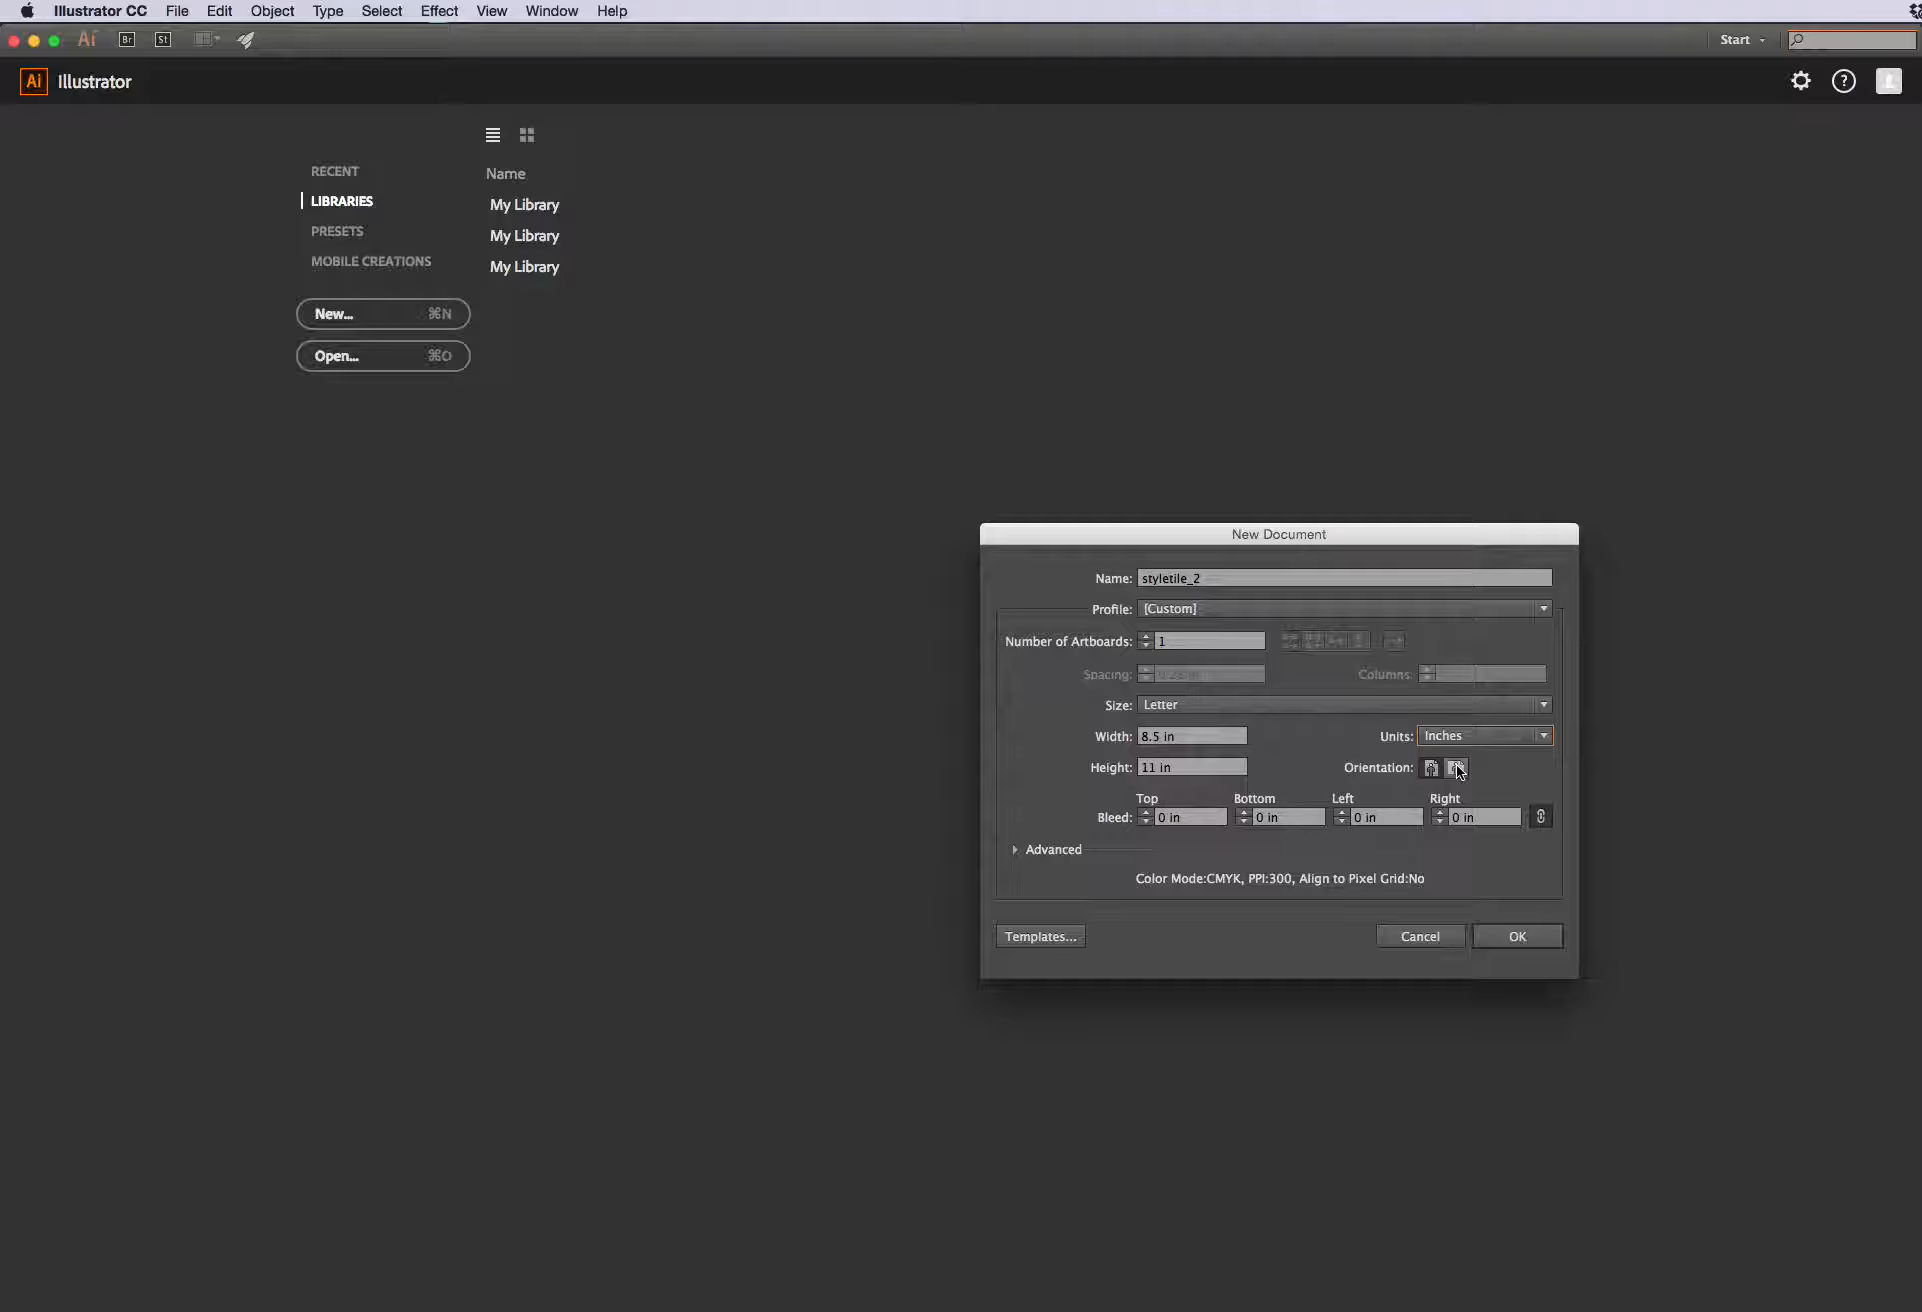 Illustrator CC File Edit Object Type Select Effect View Window Help
Ai Br St Start
Ai Illustrator
RECENT
LIBRARIES
PRESETS
MOBILE CREATIONS
New... ⌘N
Open... ⌘O
Name
My Library
My Library
My Library
New Document
Name: styletile_2
Profile: [Custom]
Number of Artboards: 1
Spacing: Columns:
Size: Letter
Width: 8.5 in Units: Inches
Height: 11 in Orientation:
Top Bottom Left Right
Bleed: 0 in 0 in 0 in 0 in
Advanced
Color Mode:CMYK, PPI:300, Align to Pixel Grid:No
Templates... Cancel OK